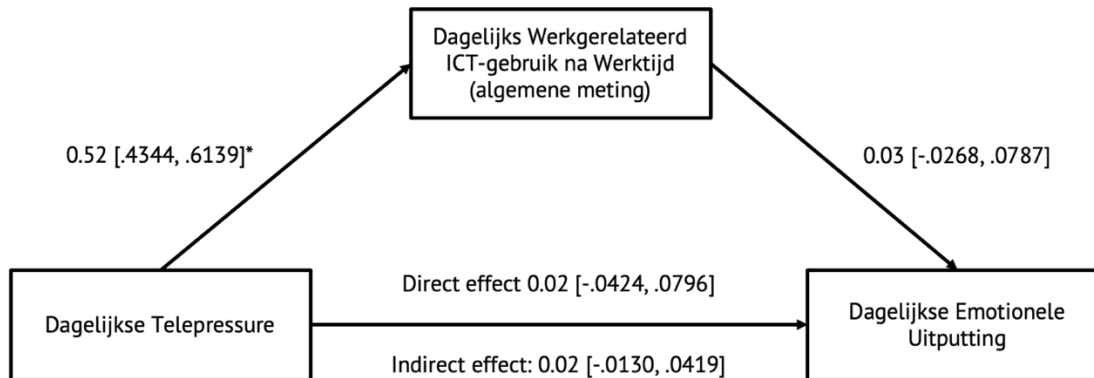 Dagelijks Werkgerelateerd
ICT-gebruik na Werktijd
(algemene meting)
0.52 [.4344, .6139]*
0.03 [-.0268, .0787]
Direct effect 0.02 [-.0424, .0796]
Dagelijkse Telepressure
Dagelijkse Emotionele
Uitputting
Indirect effect: 0.02 [-.0130, .0419]